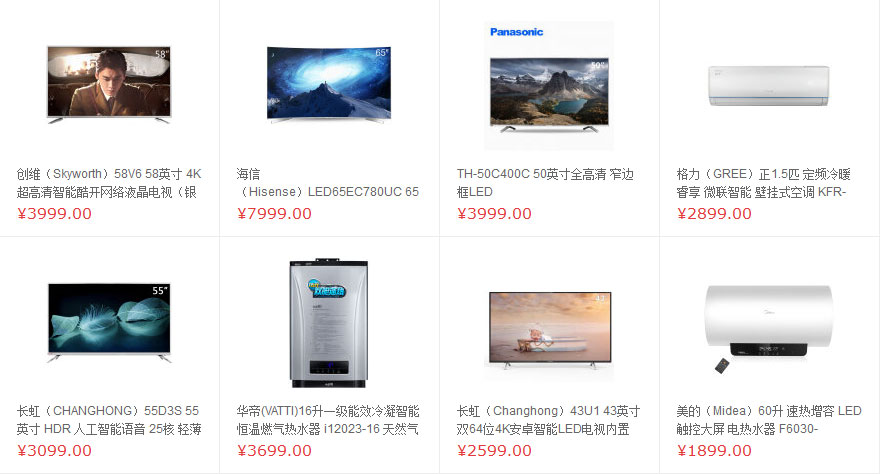 58"
65"
Panasonic
50"
创维（Skyworth）58V6 58英寸 4K
超高清智能酷开网络液晶电视（银
¥3999.00
海信
（Hisense）LED65EC780UC 65
¥7999.00
TH-50C400C 50英寸全高清 窄边
框LED
¥3999.00
格力（GREE）正1.5匹 定频冷暖
睿享 微联智能 壁挂式空调 KFR-
¥2899.00
55"
43"
Midea
长虹（CHANGHONG）55D3S 55
英寸 HDR 人工智能语音 25核 轻薄
¥3099.00
华帝(VATTI)16升一级能效冷凝智能
恒温燃气热水器 i12023-16 天然气
¥3699.00
长虹（Changhong）43U1 43英寸
双64位4K安卓智能LED电视内置
¥2599.00
美的（Midea）60升 速热增容 LED
触控大屏 电热水器 F6030-
¥1899.00